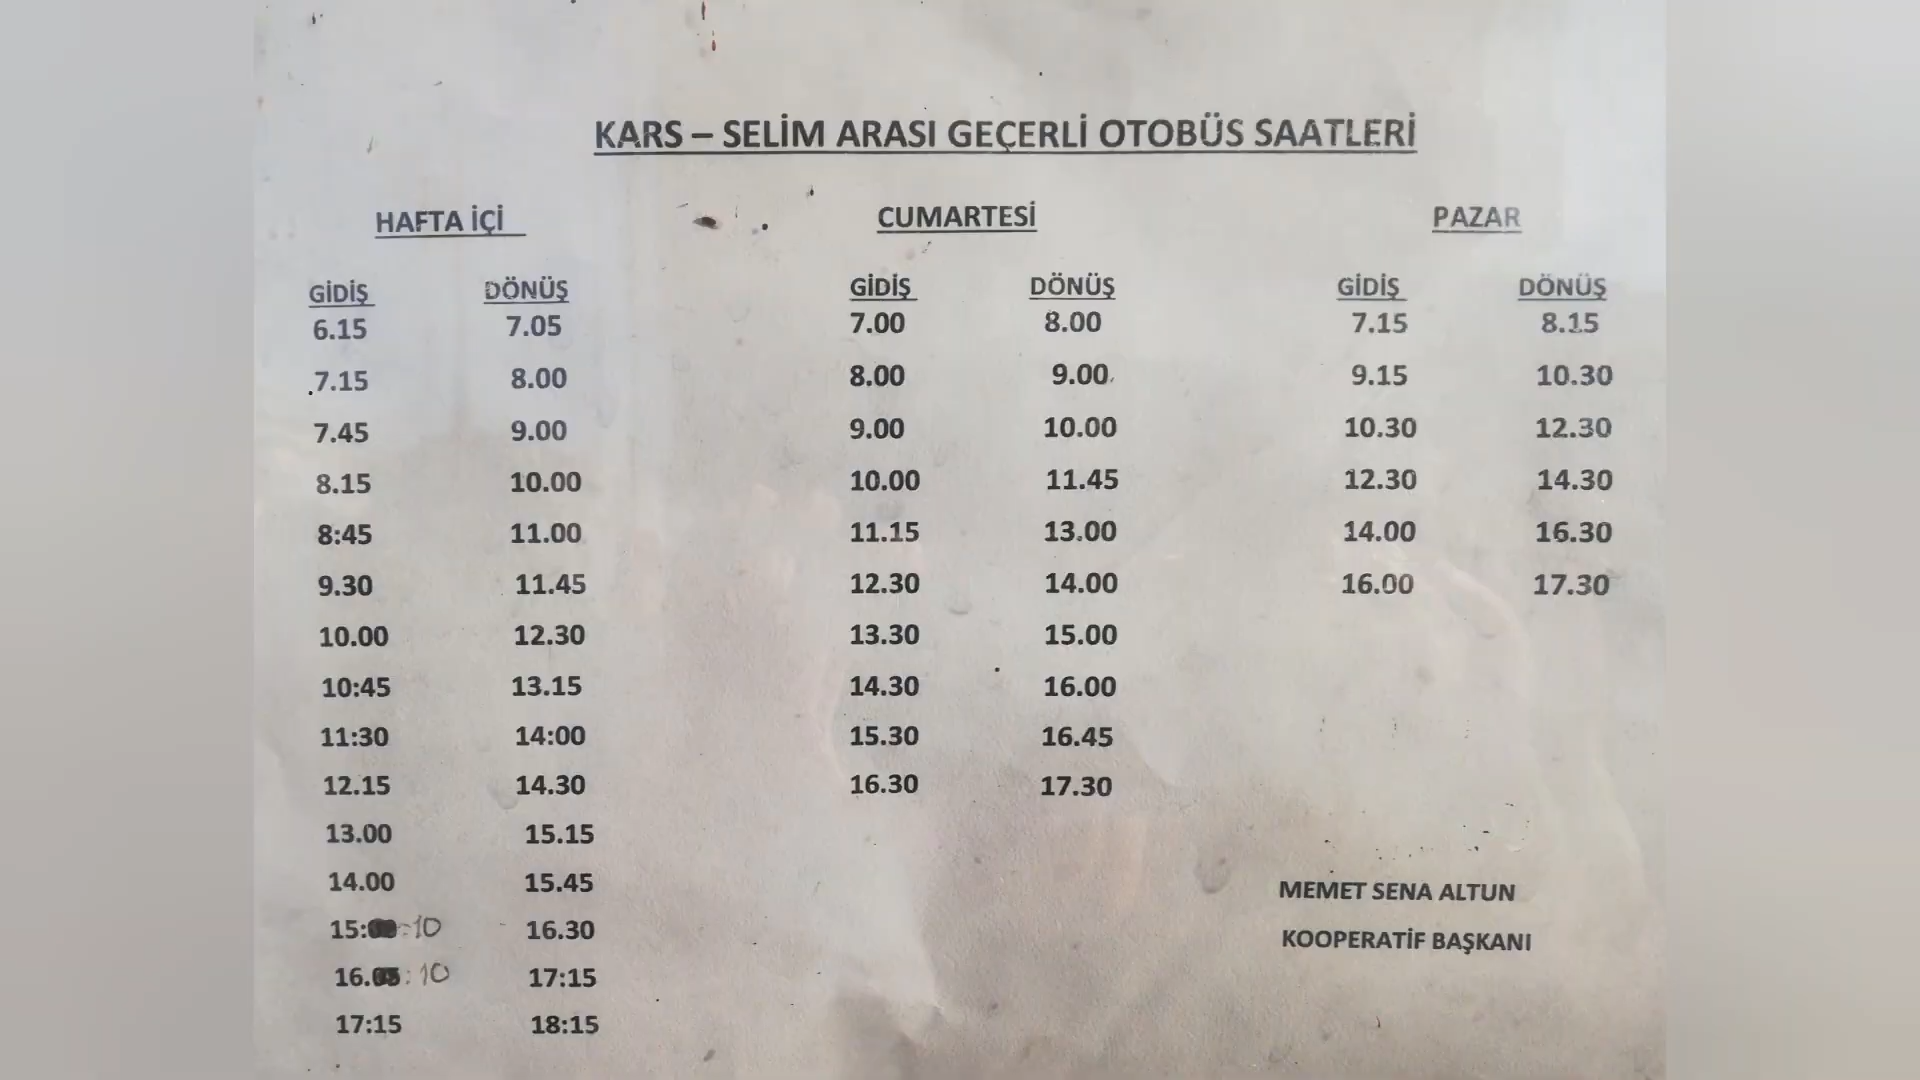 KARS – SELİM ARASI GEÇERLİ OTOBÜS SAATLERİ
HAFTA İÇİ CUMARTESİ PAZAR
GİDİŞ DÖNÜŞ GİDİŞ DÖNÜŞ GİDİŞ DÖNÜŞ
6.15 7.05 7.00 8.00 7.15 8.15
7.15 8.00 8.00 9.00 9.15 10.30
7.45 9.00 9.00 10.00 10.30 12.30
8.15 10.00 10.00 11.45 12.30 14.30
8:45 11.00 11.15 13.00 14.00 16.30
9.30 11.45 12.30 14.00 16.00 17.30
10.00 12.30 13.30 15.00
10:45 13.15 14.30 16.00
11:30 14:00 15.30 16.45
12.15 14.30 16.30 17.30
13.00 15.15
14.00 15.45
15: :10 16.30
16. :10 17:15
17:15 18:15
MEMET SENA ALTUN
KOOPERATİF BAŞKANI